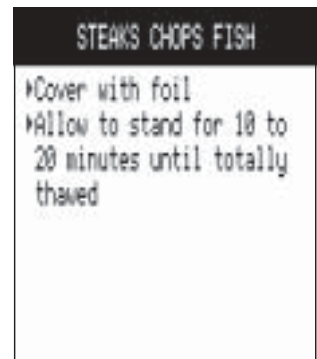 STEAKS CHOPS FISH
▶Cover with foil
▶Allow to stand for 10 to
20 minutes until totally
thawed